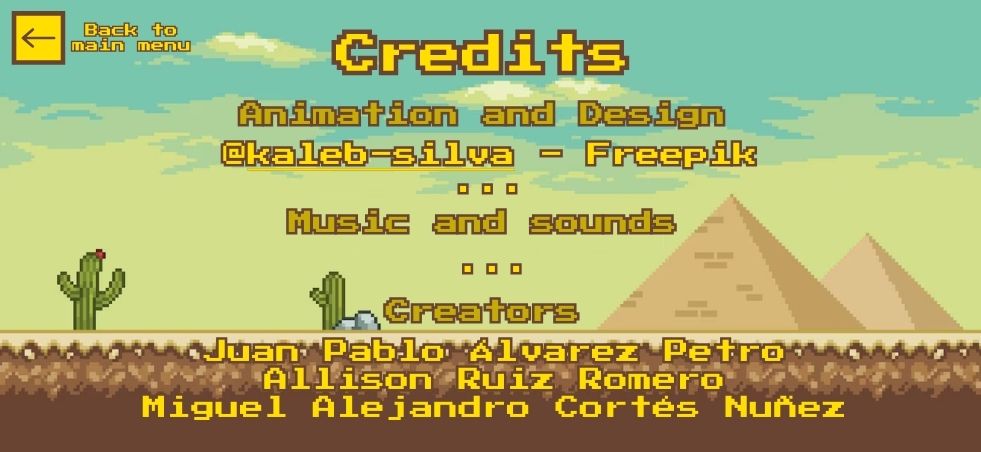 Back to
main menu
Credits
Animation and Design
@kaleb-silva - Freepik
...
Music and sounds
...
Creators
Juan Pablo Álvarez Petro
Allison Ruiz Romero
Miguel Alejandro Cortés Nuñez